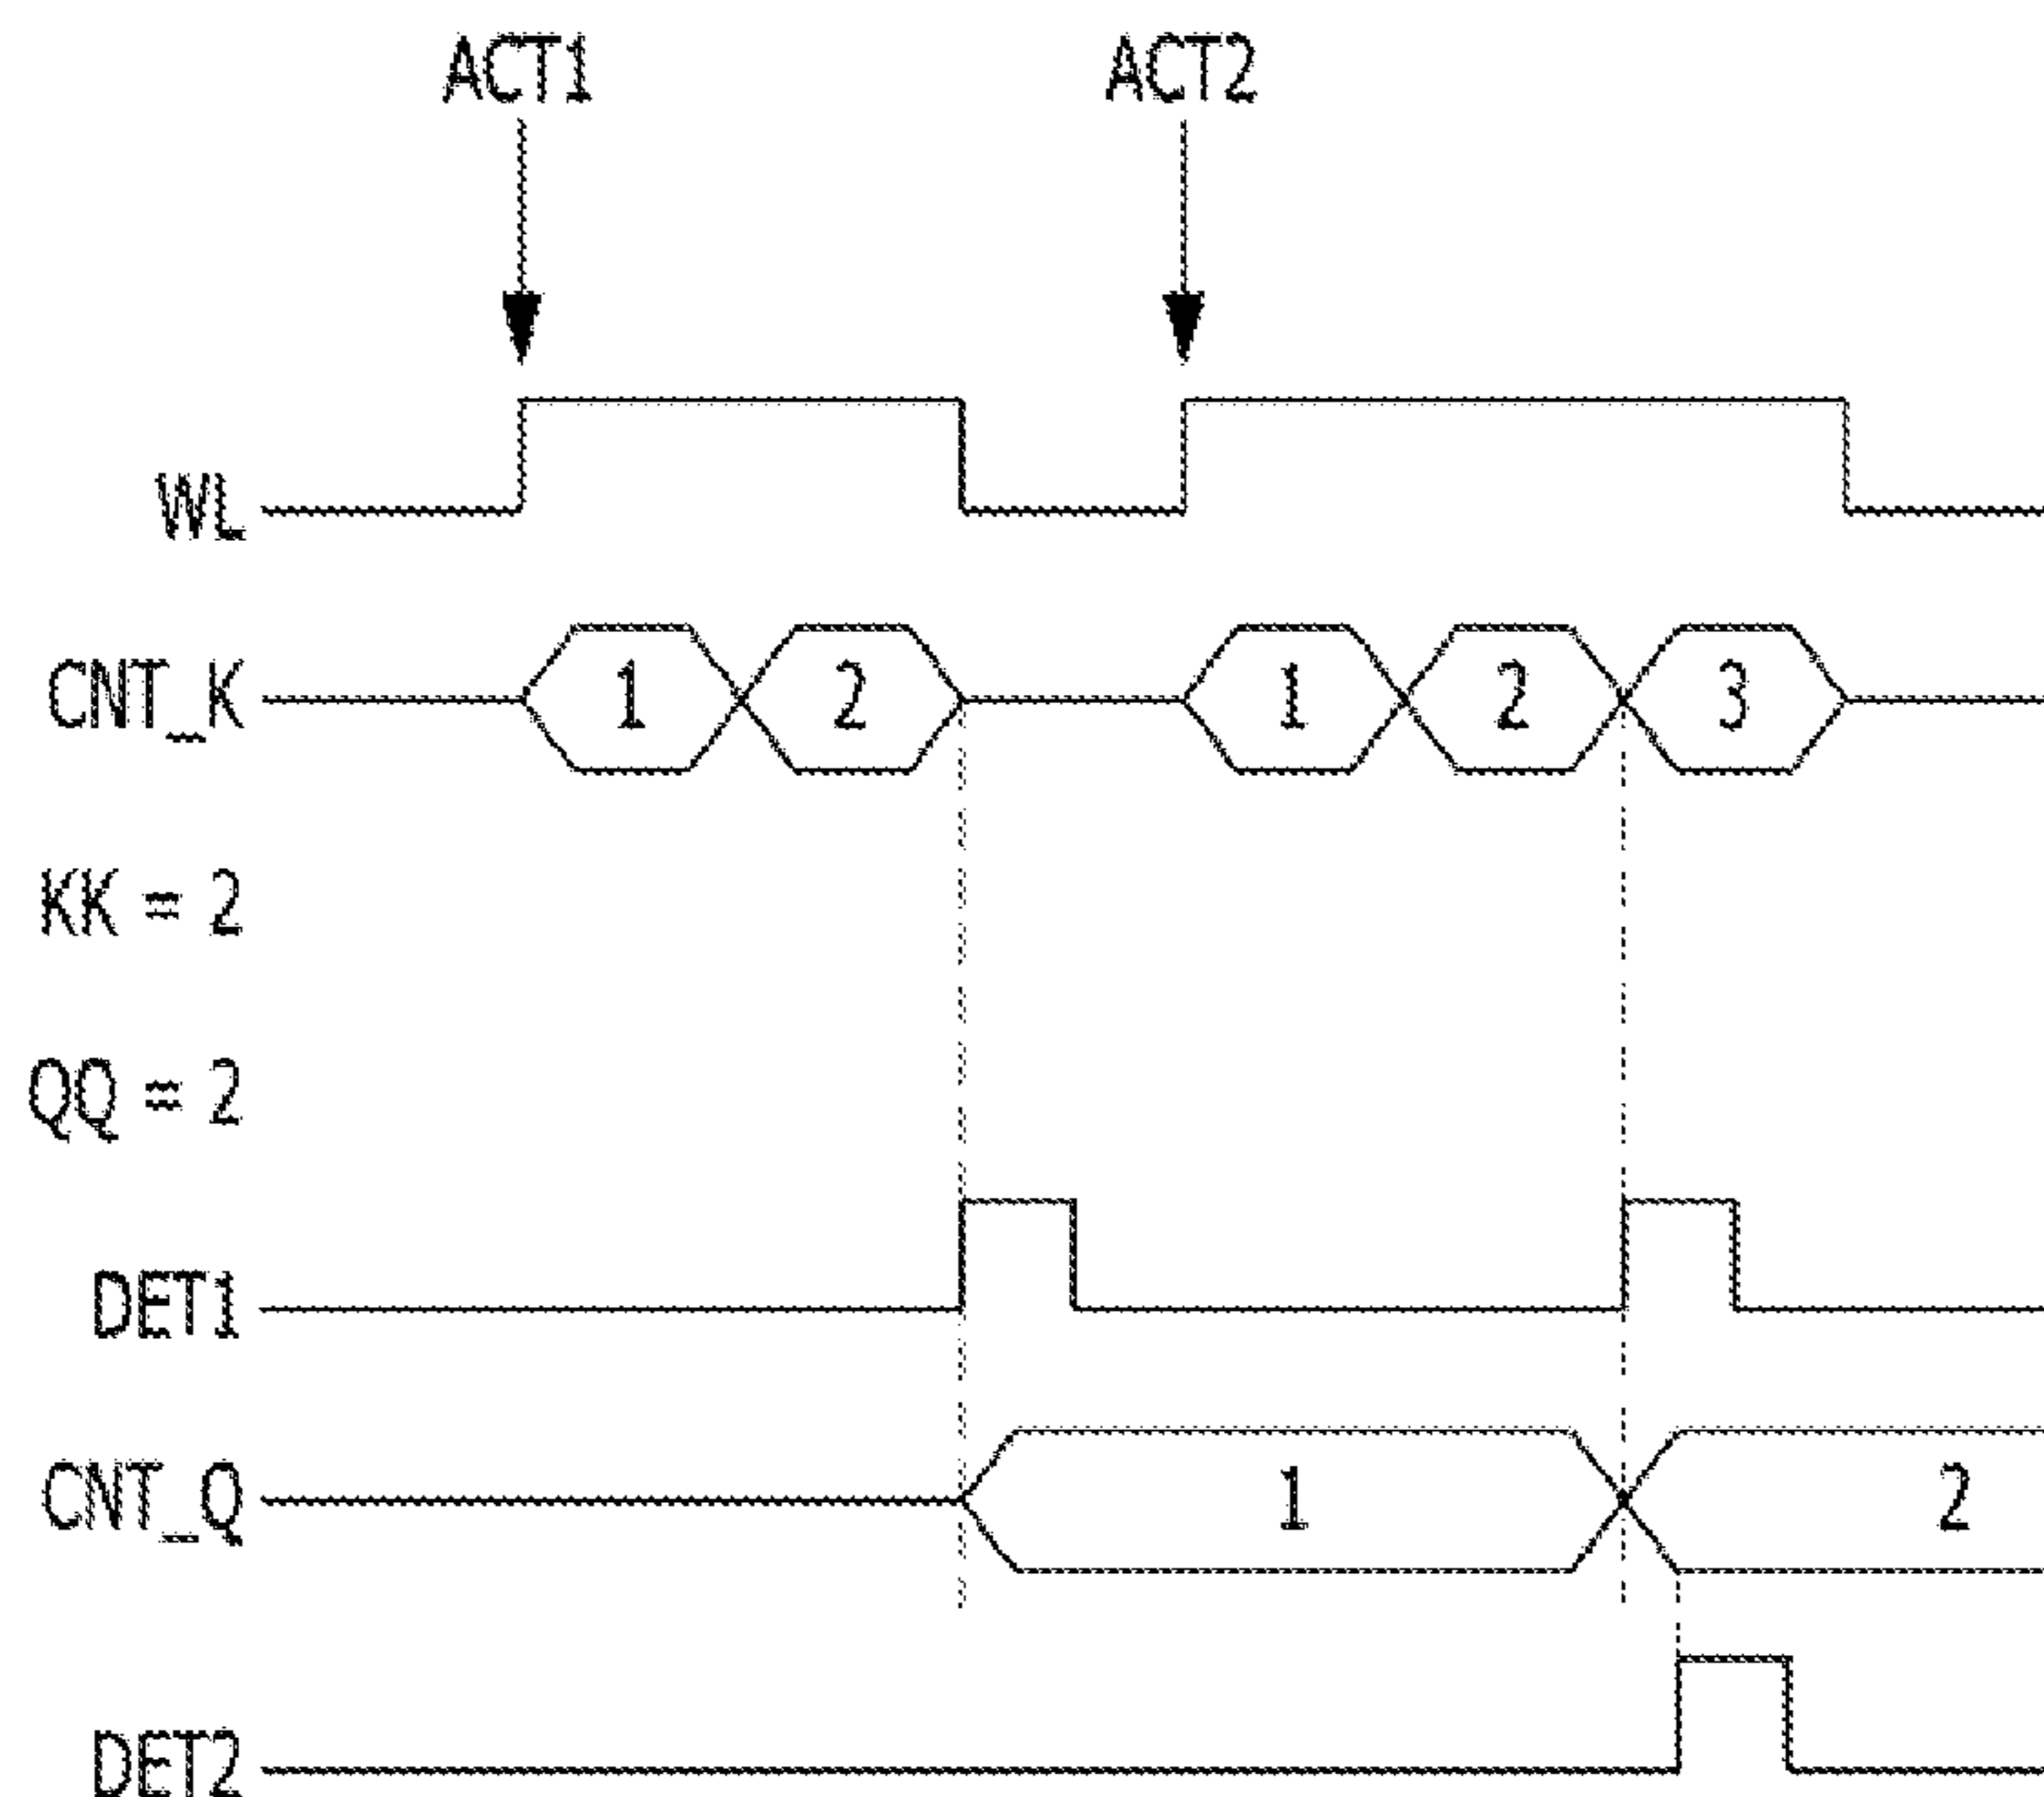 ACT1 ACT2
WL
CNT_K 1 2 1 2 3
KK = 2
QQ = 2
DET1
CNT_Q 1 2
DET2